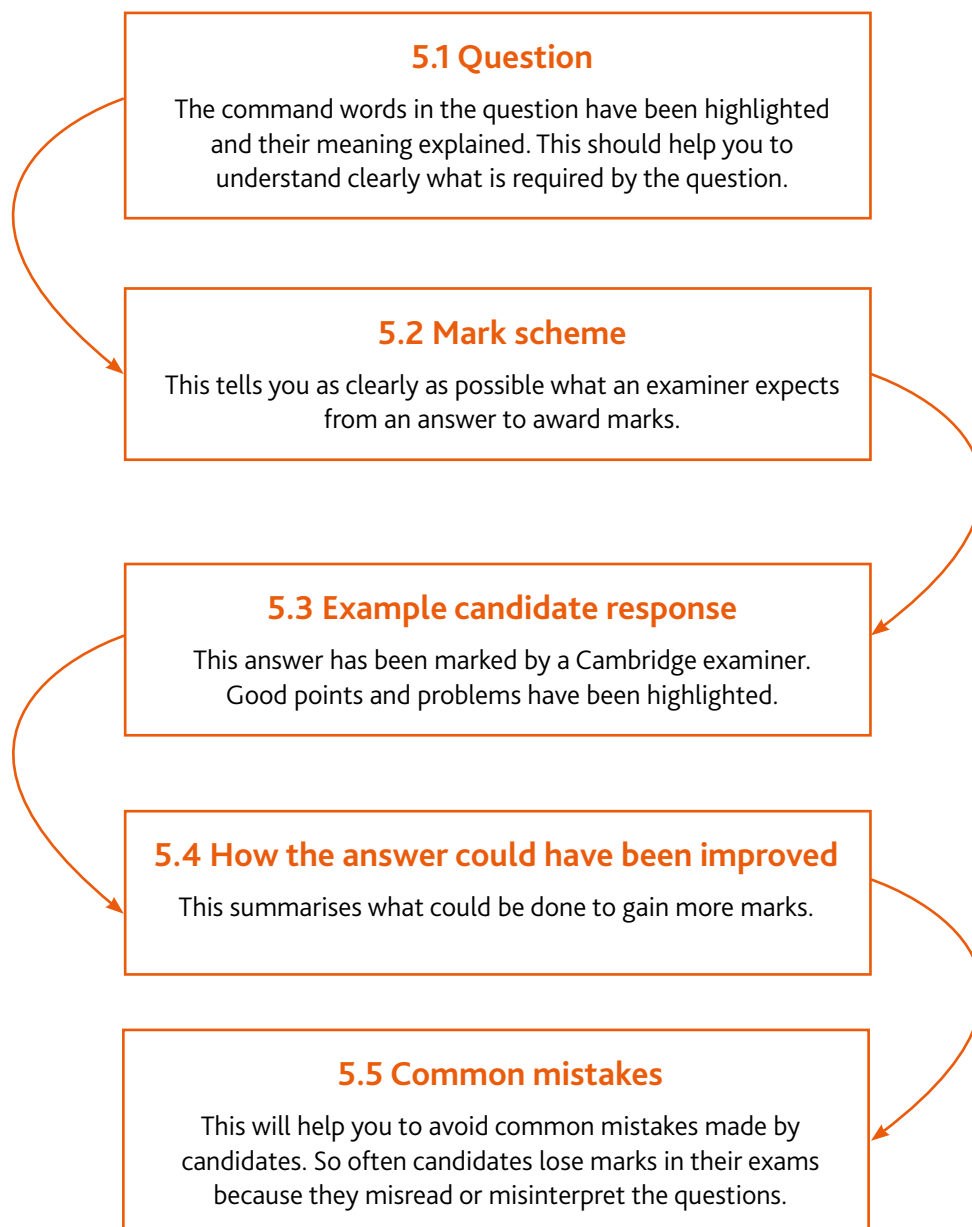 5.1 Question
The command words in the question have been highlighted
and their meaning explained. This should help you to
understand clearly what is required by the question.
5.2 Mark scheme
This tells you as clearly as possible what an examiner expects
from an answer to award marks.
5.3 Example candidate response
This answer has been marked by a Cambridge examiner.
Good points and problems have been highlighted.
5.4 How the answer could have been improved
This summarises what could be done to gain more marks.
5.5 Common mistakes
This will help you to avoid common mistakes made by
candidates. So often candidates lose marks in their exams
because they misread or misinterpret the questions.